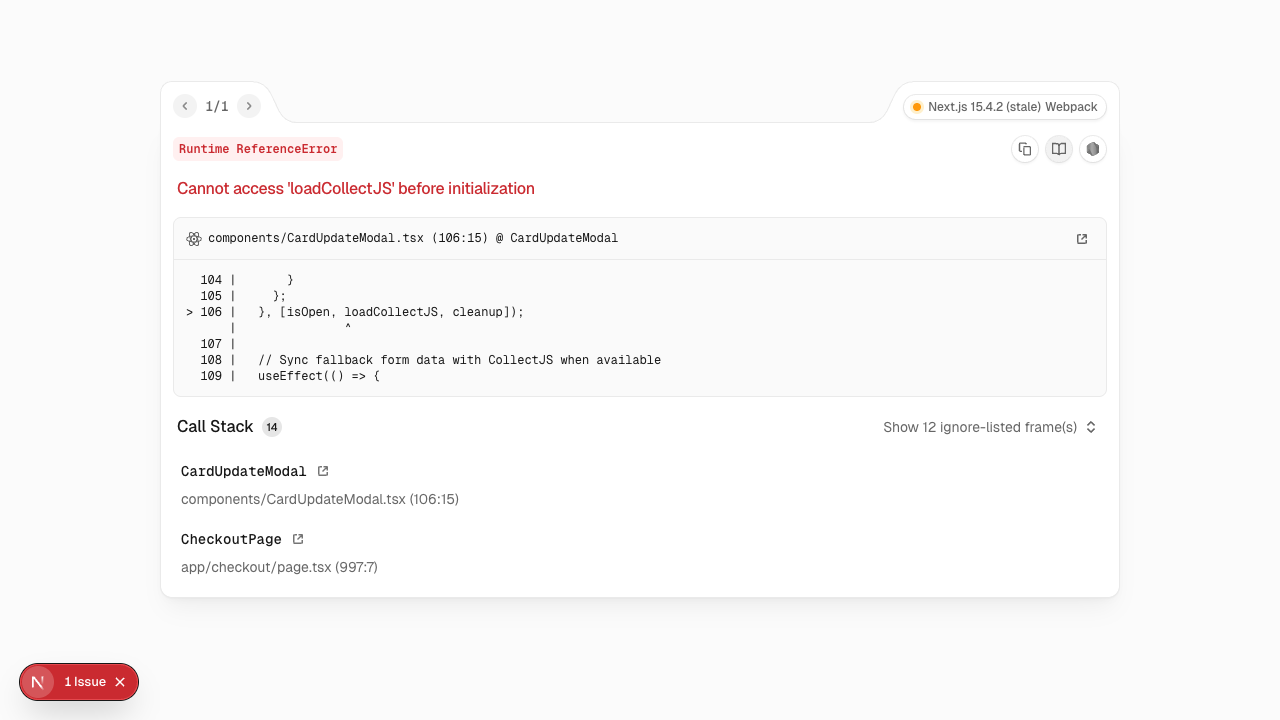 1/1
Next.js 15.4.2 (stale) Webpack
Runtime ReferenceError
Cannot access 'loadCollectJS' before initialization
components/CardUpdateModal.tsx (106:15) @ CardUpdateModal
  104 |       }
  105 |     };
> 106 |   }, [isOpen, loadCollectJS, cleanup]);
      |               ^
  107 |
  108 |   // Sync fallback form data with CollectJS when available
  109 |   useEffect(() => {
Call Stack 14
Show 12 ignore-listed frame(s)
CardUpdateModal
components/CardUpdateModal.tsx (106:15)
CheckoutPage
app/checkout/page.tsx (997:7)
N 1 Issue